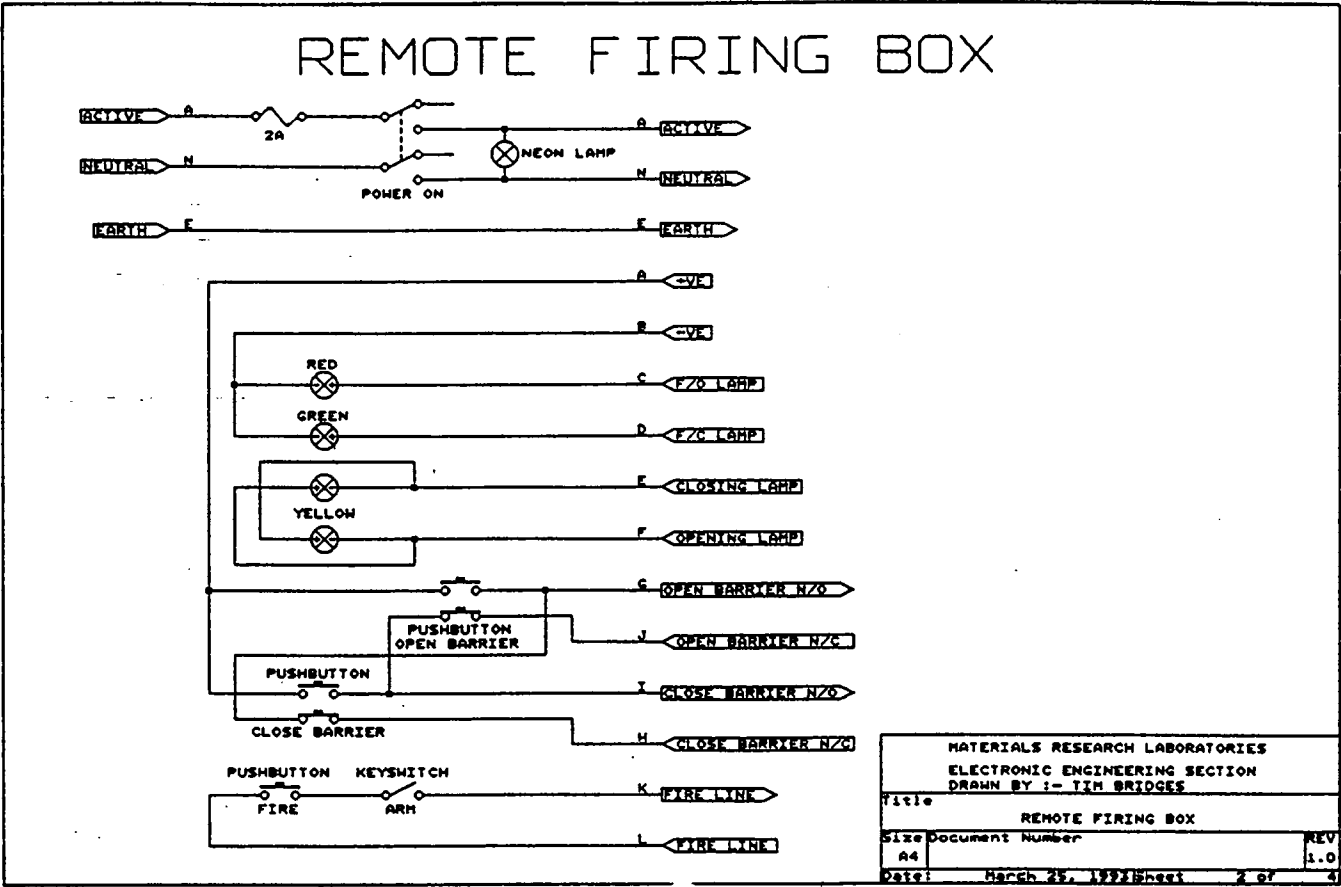 REMOTE FIRING BOX
ACTIVE A 2A A ACTIVE
NEON LAMP
NEUTRAL N N NEUTRAL
POWER ON
EARTH E E EARTH
A +VE
B -VE
RED
C F/O LAMP
GREEN
D F/C LAMP
E CLOSING LAMP
YELLOW
F OPENING LAMP
G OPEN BARRIER N/O
PUSHBUTTON
OPEN BARRIER
J OPEN BARRIER N/C
PUSHBUTTON
I CLOSE BARRIER N/O
CLOSE BARRIER
H CLOSE BARRIER N/C
PUSHBUTTON KEYSWITCH
FIRE ARM
K FIRE LINE
L FIRE LINE
MATERIALS RESEARCH LABORATORIES
ELECTRONIC ENGINEERING SECTION
DRAWN BY :- TIM BRIDGES
Title
REMOTE FIRING BOX
Size Document Number REV
A4 1.0
Date: March 25, Sheet 2 of 4